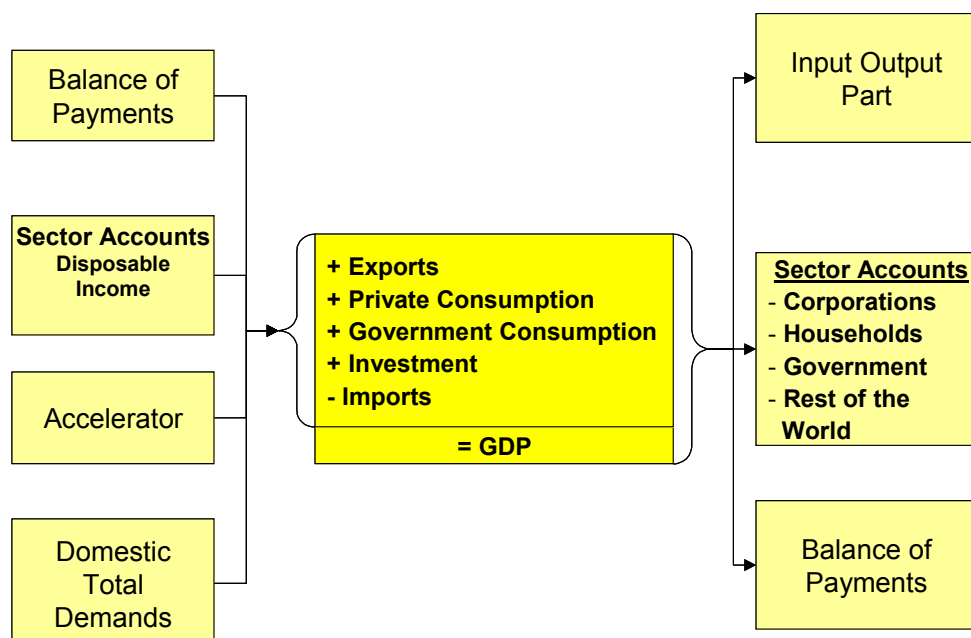 Balance of
Payments
Sector Accounts
Disposable
Income
Accelerator
Domestic
Total
Demands
+ Exports
+ Private Consumption
+ Government Consumption
+ Investment
- Imports
= GDP
Input Output
Part
Sector Accounts
- Corporations
- Households
- Government
- Rest of the
World
Balance of
Payments